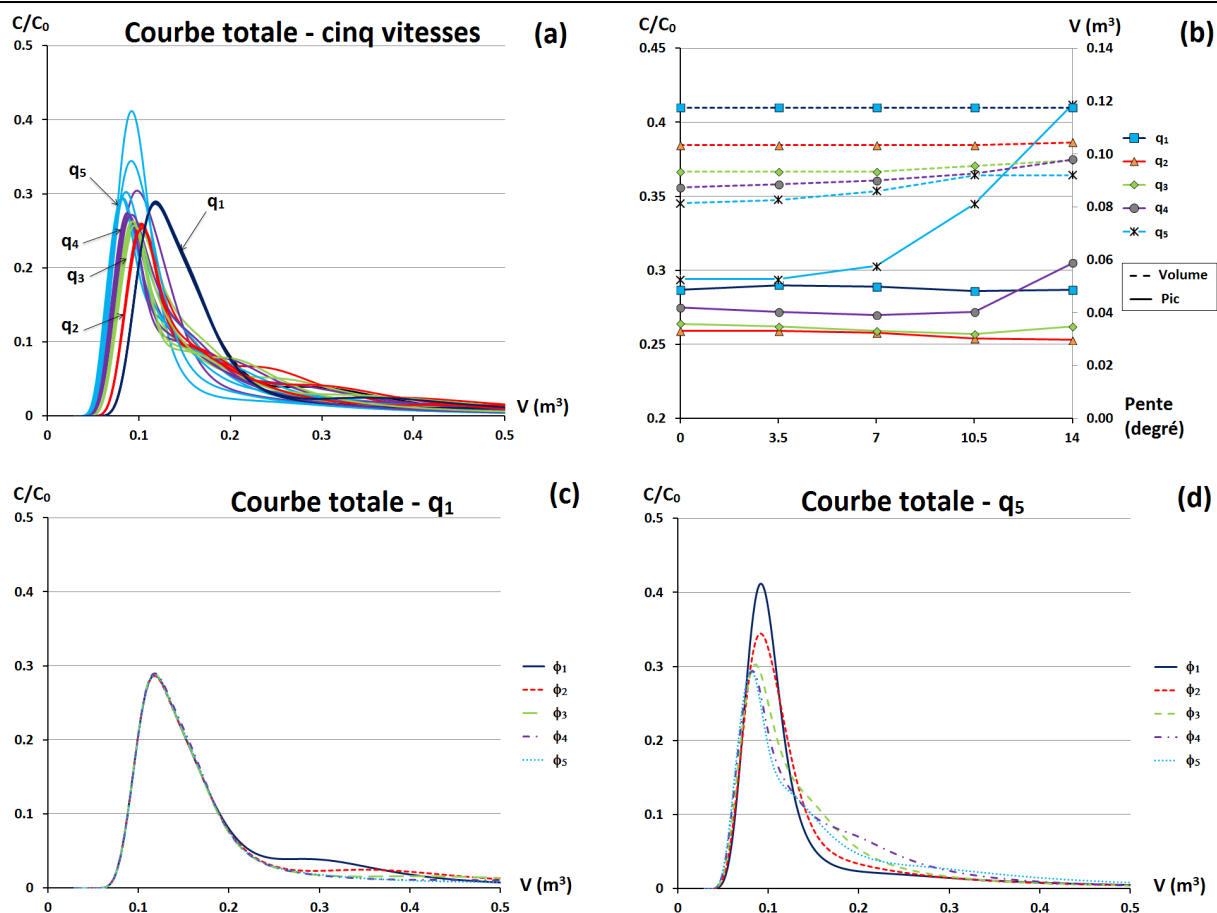 C/C₀
Courbe totale - cinq vitesses
(a)
0.5
0.4
0.3
0.2
0.1
0
q₅
q₄
q₃
q₂
q₁
0
0.1
0.2
0.3
0.4
0.5
V (m³)
C/C₀
V (m³)
(b)
0.45
0.4
0.35
0.3
0.25
0.2
0.14
0.12
0.10
0.08
0.06
0.04
0.02
0.00
0
3.5
7
10.5
14
Pente
(degré)
q₁
q₂
q₃
q₄
q₅
Volume
Pic
C/C₀
Courbe totale - q₁
(c)
0.5
0.4
0.3
0.2
0.1
0
ϕ₁
ϕ₂
ϕ₃
ϕ₄
ϕ₅
0
0.1
0.2
0.3
0.4
0.5
V (m³)
C/C₀
Courbe totale - q₅
(d)
0.5
0.4
0.3
0.2
0.1
0
ϕ₁
ϕ₂
ϕ₃
ϕ₄
ϕ₅
0
0.1
0.2
0.3
0.4
0.5
V (m³)